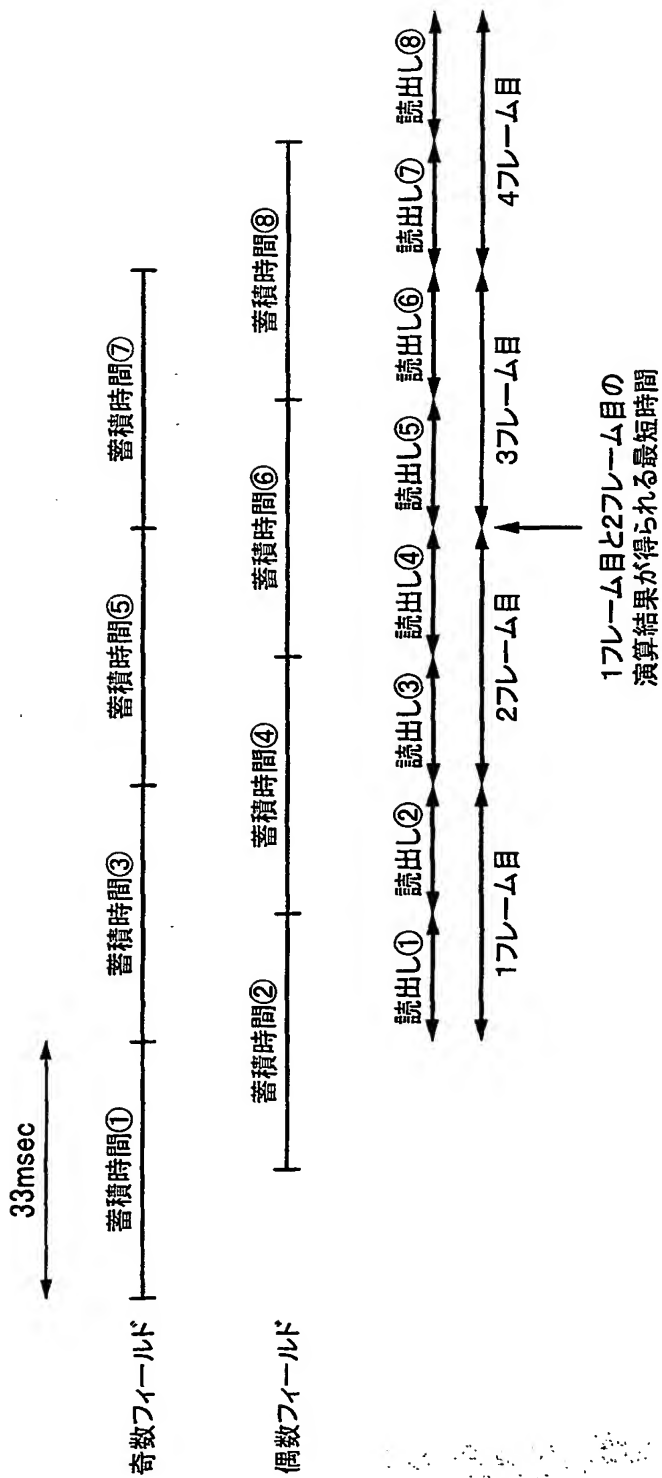 33msec
奇数フィールド
蓄積時間①
蓄積時間③
蓄積時間⑤
蓄積時間⑦
偶数フィールド
蓄積時間②
蓄積時間④
蓄積時間⑥
蓄積時間⑧
読出し①
読出し②
読出し③
読出し④
読出し⑤
読出し⑥
読出し⑦
読出し⑧
1フレーム目
2フレーム目
3フレーム目
4フレーム目
1フレーム目と2フレーム目の
演算結果が得られる最短時間